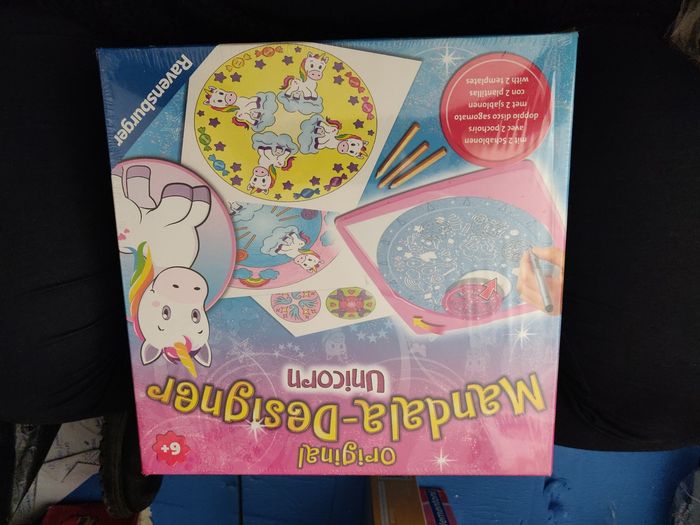 Original
Mandala-Designer
Unicorn
6+
mit 2 Schablonen
avec 2 pochoirs
doppio disco sagomato
met 2 sjablonen
con 2 plantillas
with 2 templates
Ravensburger